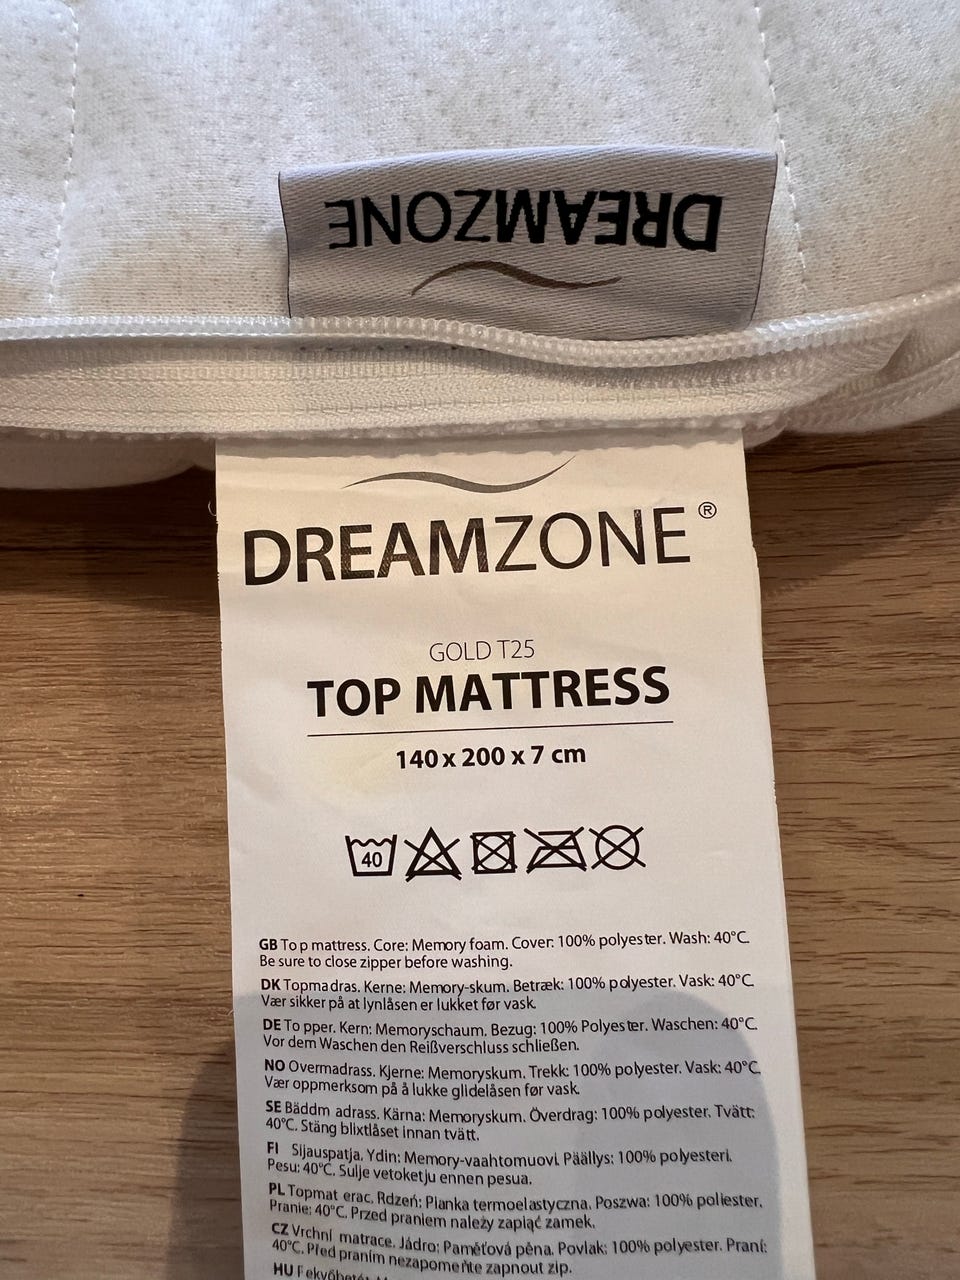 DREAMZONE
DREAMZONE®
GOLD T25
TOP MATTRESS
140 x 200 x 7 cm
40
GB Top mattress. Core: Memory foam. Cover: 100% polyester. Wash: 40°C.
Be sure to close zipper before washing.
DK Topmadras. Kerne: Memory-skum. Betræk: 100% polyester. Vask: 40°C.
Vær sikker på at lynlåsen er lukket før vask.
DE Topper. Kern: Memoryschaum. Bezug: 100% Polyester. Waschen: 40°C.
Vor dem Waschen den Reißverschluss schließen.
NO Overmadrass. Kjerne: Memoryskum. Trekk: 100% polyester. Vask: 40°C.
Vær oppmerksom på å lukke glidelåsen før vask.
SE Bäddmadrass. Kärna: Memoryskum. Överdrag: 100% polyester. Tvätt:
40°C. Stäng blixtlåset innan tvätt.
FI Sijauspatja. Ydin: Memory-vaahtomuovi. Päällys: 100% polyesteri.
Pesu: 40°C. Sulje vetoketju ennen pesua.
PL Topmaterac. Rdzeń: Pianka termoelastyczna. Poszwa: 100% poliester.
Pranie: 40°C. Przed praniem należy zapiąć zamek.
CZ Vrchní matrace. Jádro: Paměťová pěna. Povlak: 100% polyester. Praní:
40°C. Před praním nezapomeňte zapnout zip.
HU